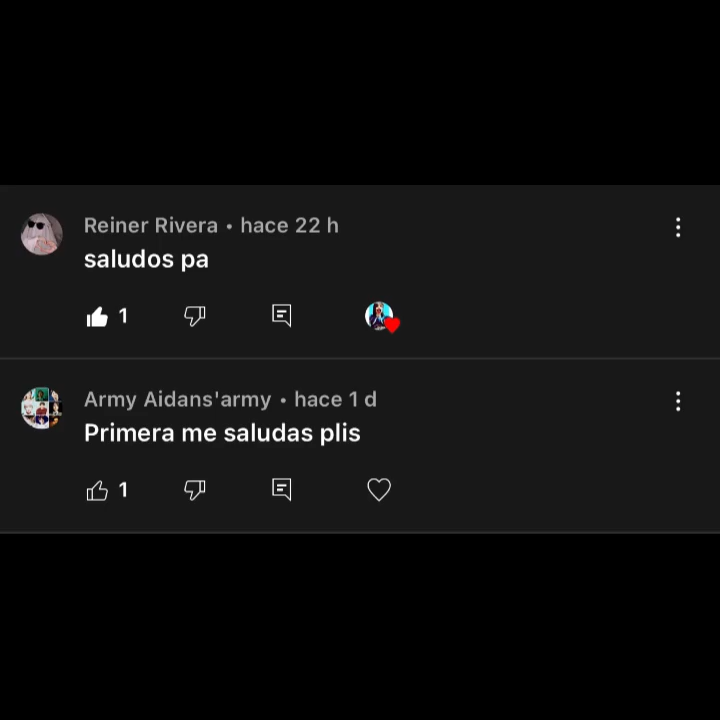 Reiner Rivera • hace 22 h
saludos pa
1
Army Aidans'army • hace 1 d
Primera me saludas plis
1